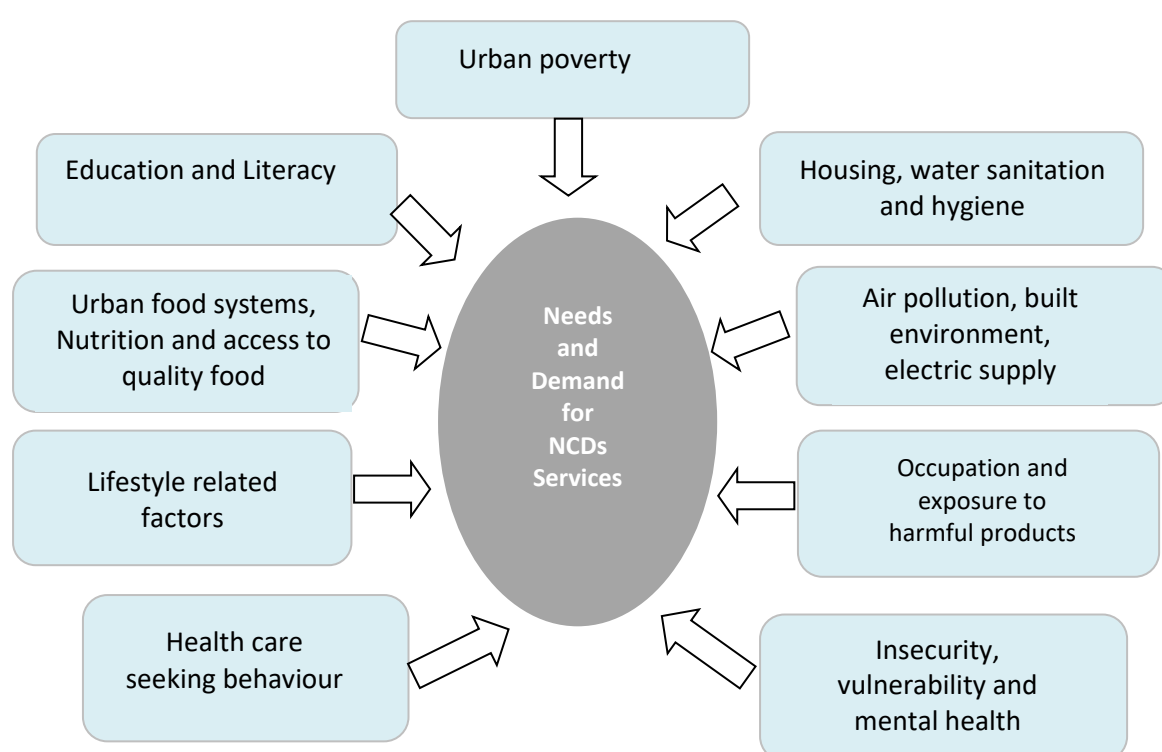 Urban poverty
Education and Literacy
Housing, water sanitation
and hygiene
Urban food systems,
Nutrition and access to
quality food
Needs
and
Demand
for
NCDs
Services
Air pollution, built
environment,
electric supply
Lifestyle related
factors
Occupation and
exposure to
harmful products
Health care
seeking behaviour
Insecurity,
vulnerability and
mental health